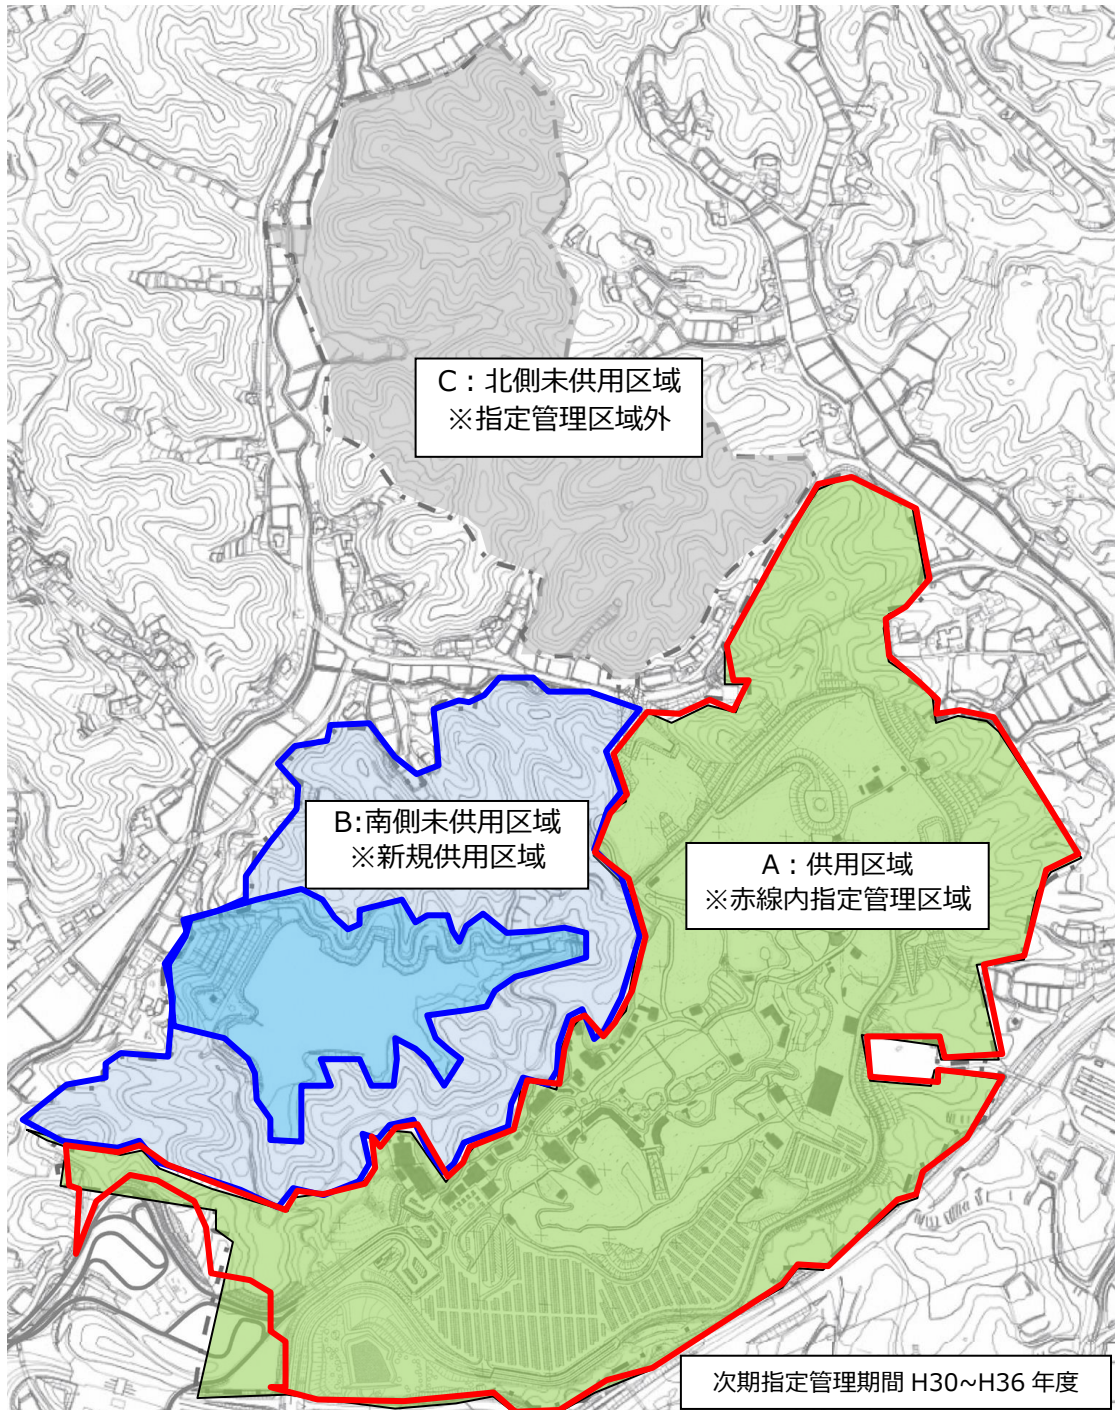 C：北側未供用区域
※指定管理区域外
B:南側未供用区域
※新規供用区域
A：供用区域
※赤線内指定管理区域
次期指定管理期間 H30~H36 年度